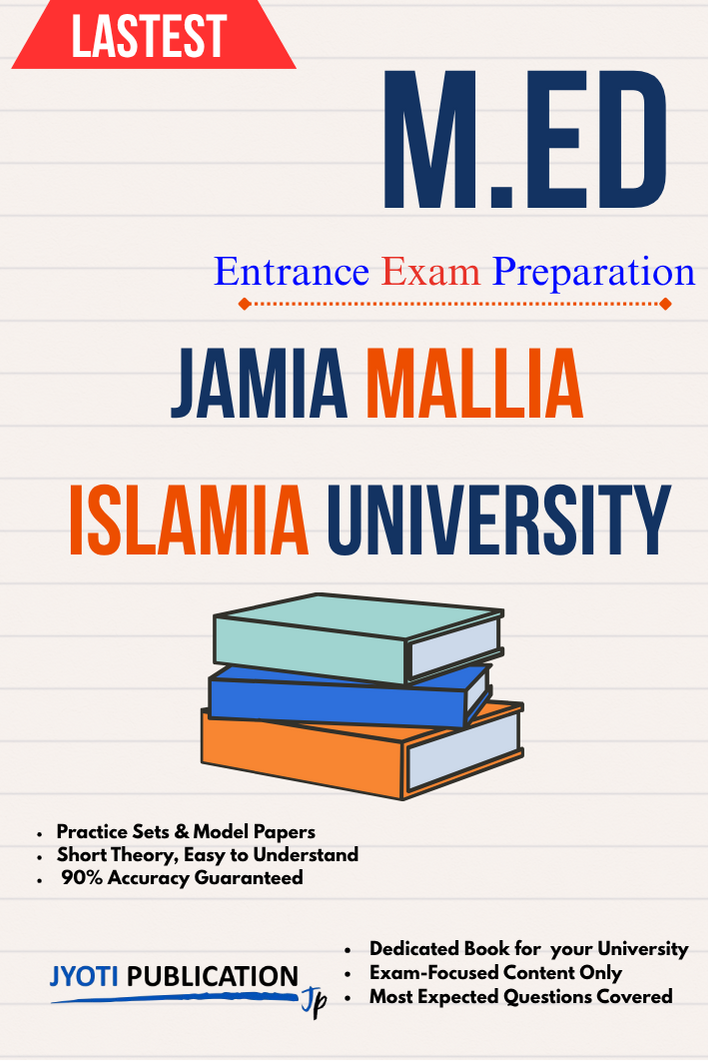 LASTEST
M.ED
Entrance Exam Preparation
JAMIA MALLIA
ISLAMIA UNIVERSITY
• Practice Sets & Model Papers
• Short Theory, Easy to Understand
• 90% Accuracy Guaranteed
• Dedicated Book for your University
• Exam-Focused Content Only
• Most Expected Questions Covered
JYOTI PUBLICATION
Jp